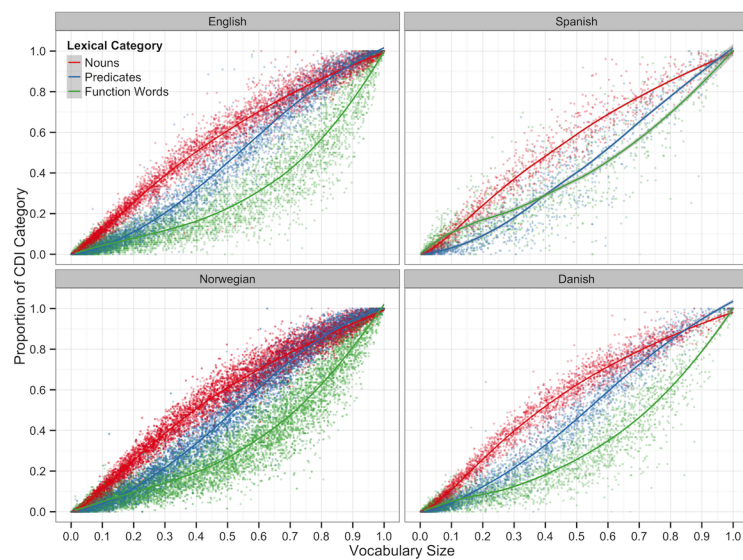 English
Spanish
Lexical Category
Nouns
Predicates
Function Words
1.0
0.8
0.6
0.4
0.2
0.0
Norwegian
Danish
1.0
0.8
0.6
0.4
0.2
0.0
Proportion of CDI Category
0.0 0.1 0.2 0.3 0.4 0.5 0.6 0.7 0.8 0.9 1.0
0.0 0.1 0.2 0.3 0.4 0.5 0.6 0.7 0.8 0.9 1.0
Vocabulary Size